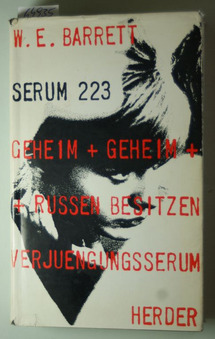 W.E.BARRETT
SERUM 223
GEHEIM + GEHEIM +
+ RUSSEN BESITZEN
VERJUENGUNGSSERUM
HERDER